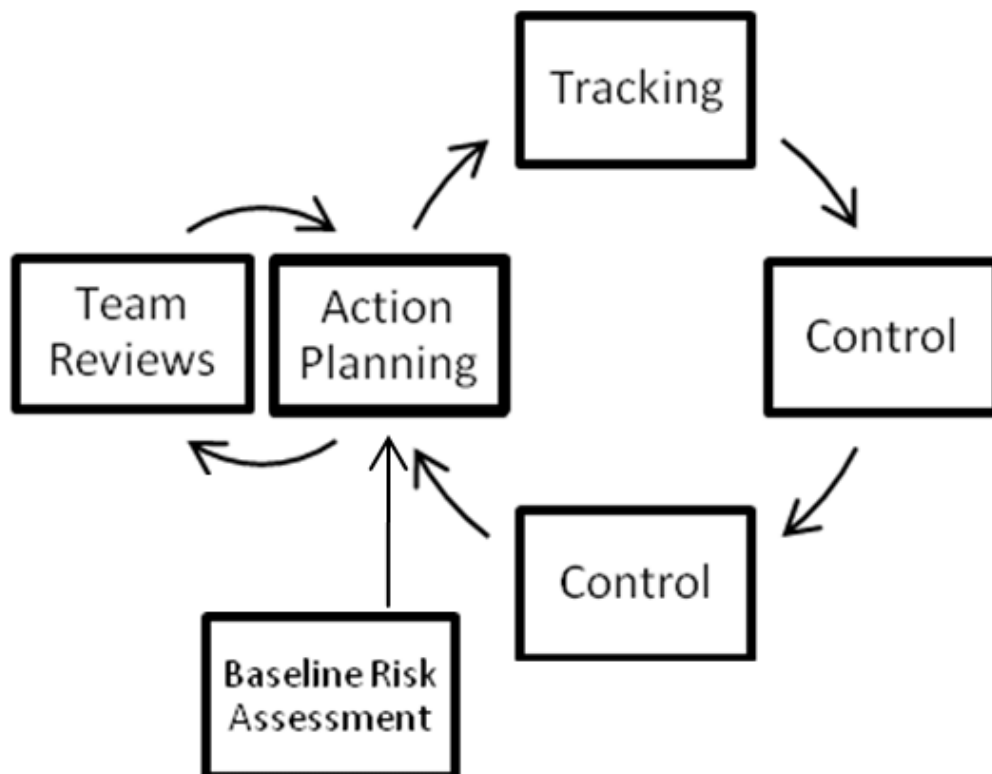 Tracking
Team
Reviews
Action
Planning
Control
Control
Baseline Risk
Assessment